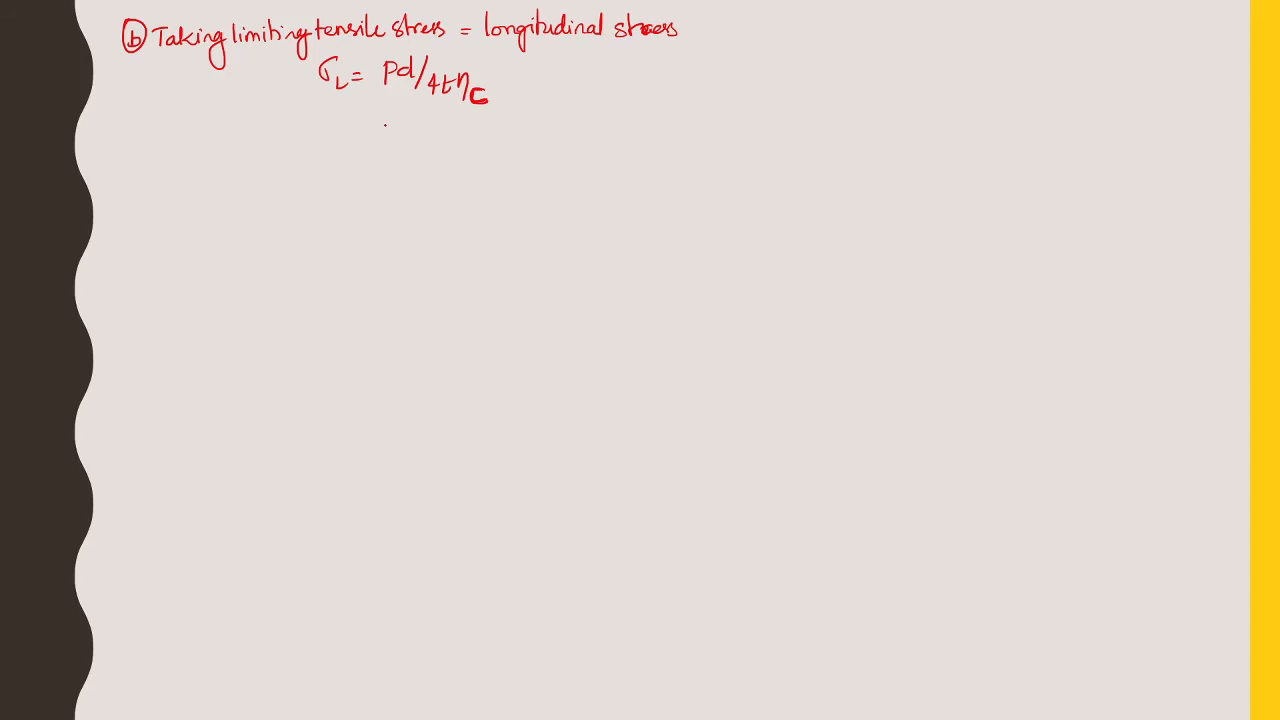 ⓑ Taking limiting tensile stress = longitudinal stress
σL = Pd/4tηc